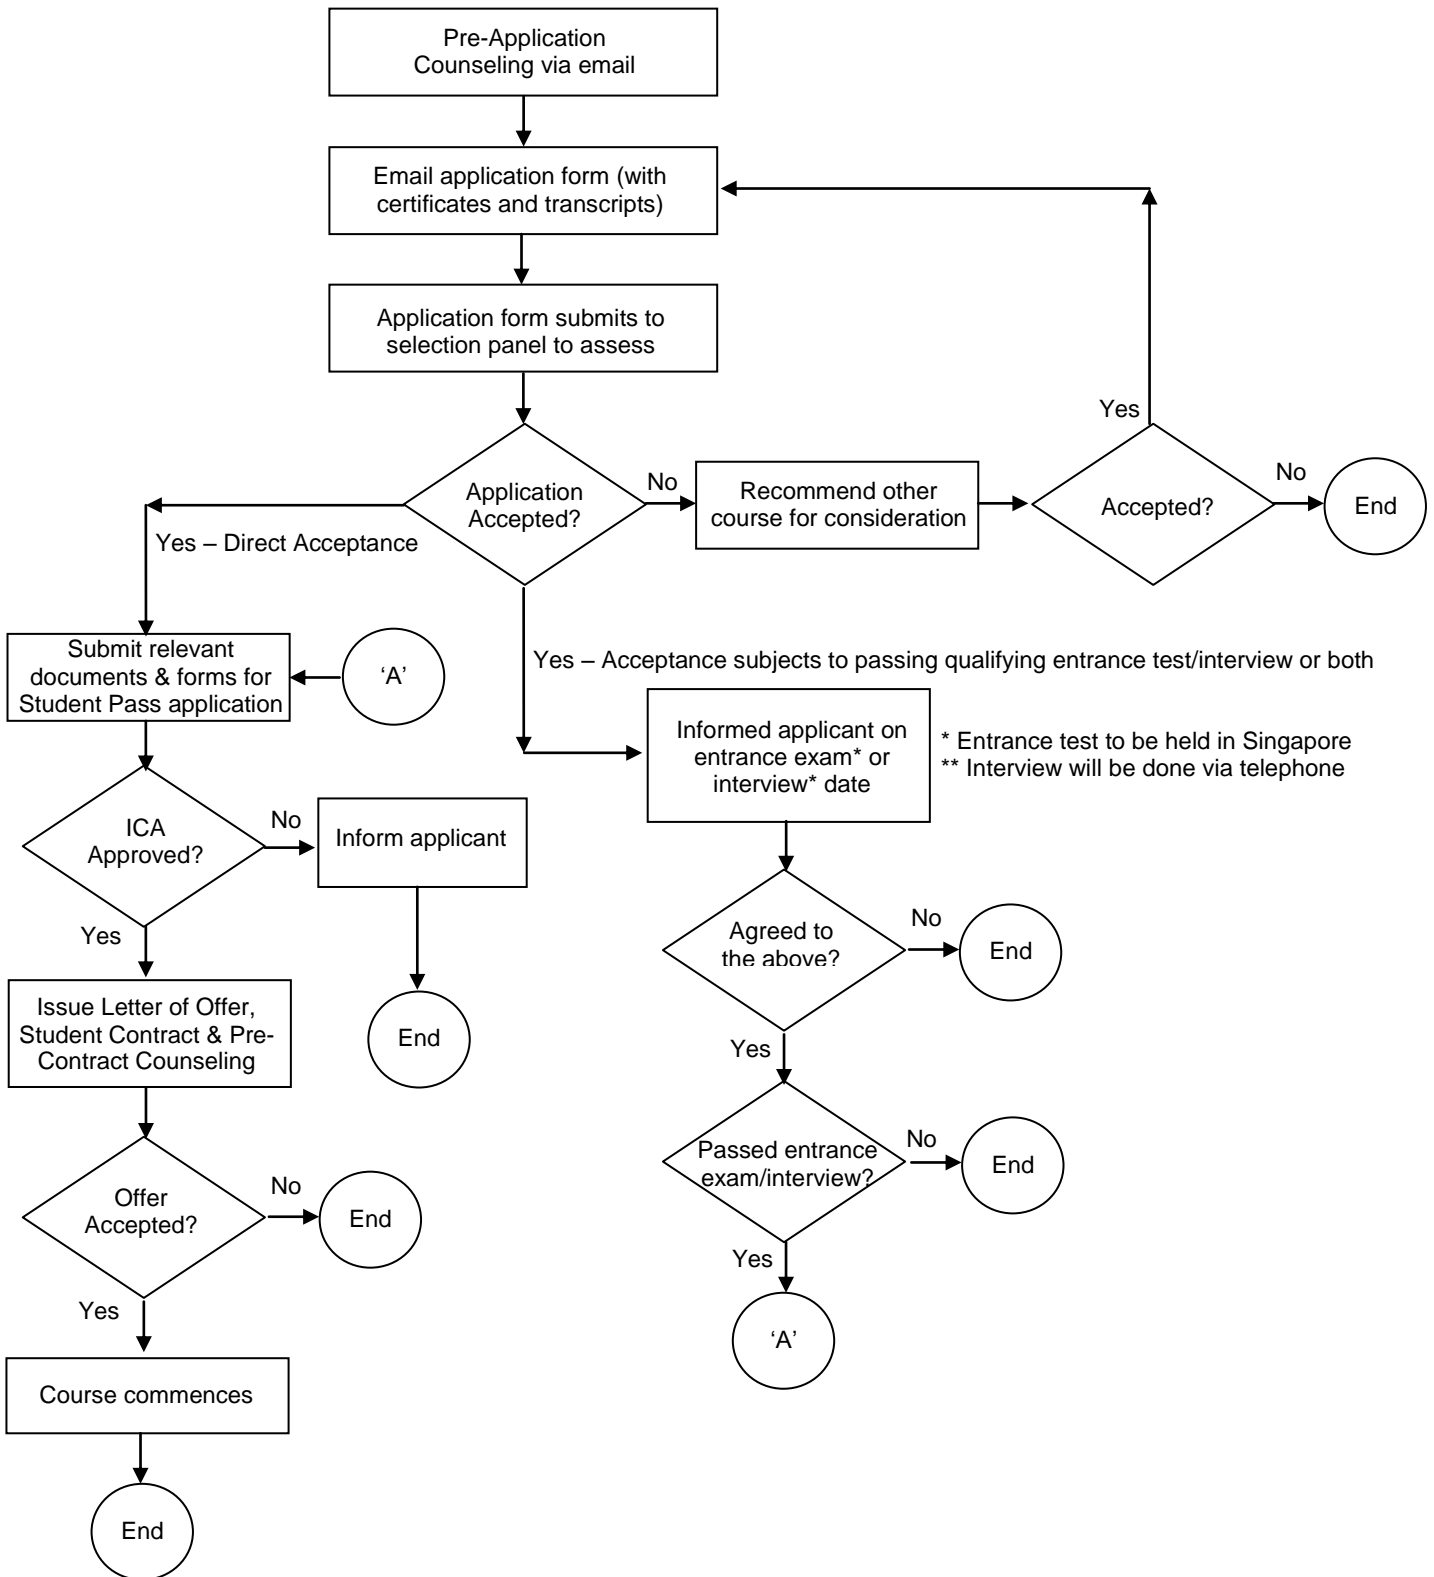 Pre-Application
Counseling via email
Email application form (with
certificates and transcripts)
Application form submits to
selection panel to assess
Yes
Application
Accepted?
No
Recommend other
course for consideration
Accepted?
No
End
Yes – Direct Acceptance
Submit relevant
documents & forms for
Student Pass application
‘A’
Yes – Acceptance subjects to passing qualifying entrance test/interview or both
Informed applicant on
entrance exam* or
interview* date
* Entrance test to be held in Singapore
** Interview will be done via telephone
ICA
Approved?
No
Inform applicant
Yes
End
Agreed to
the above?
No
End
Yes
Issue Letter of Offer,
Student Contract & Pre-
Contract Counseling
Passed entrance
exam/interview?
No
End
Yes
‘A’
Offer
Accepted?
No
End
Yes
Course commences
End